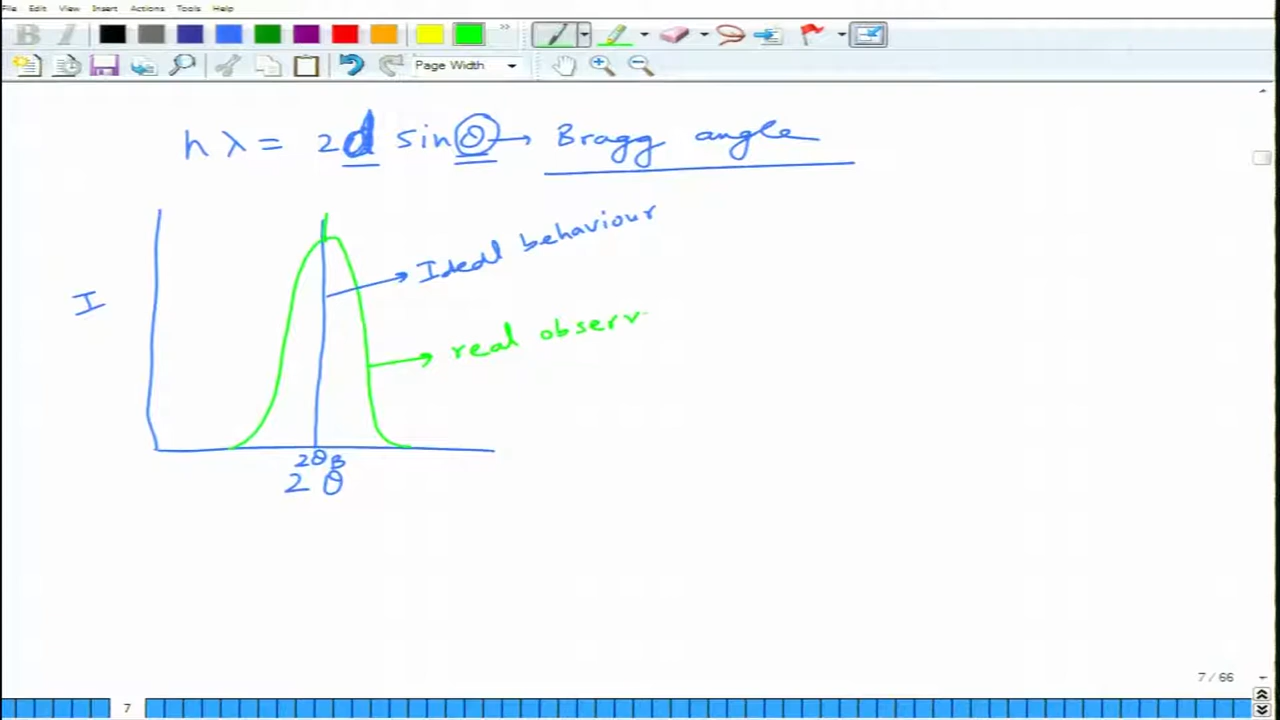 File Edit View Insert Actions Tools Help
B I
Page Width
nλ = 2d sinθ → Bragg angle
I
Ideal behaviour
real observ
2θB
2θ
7 / 66
7